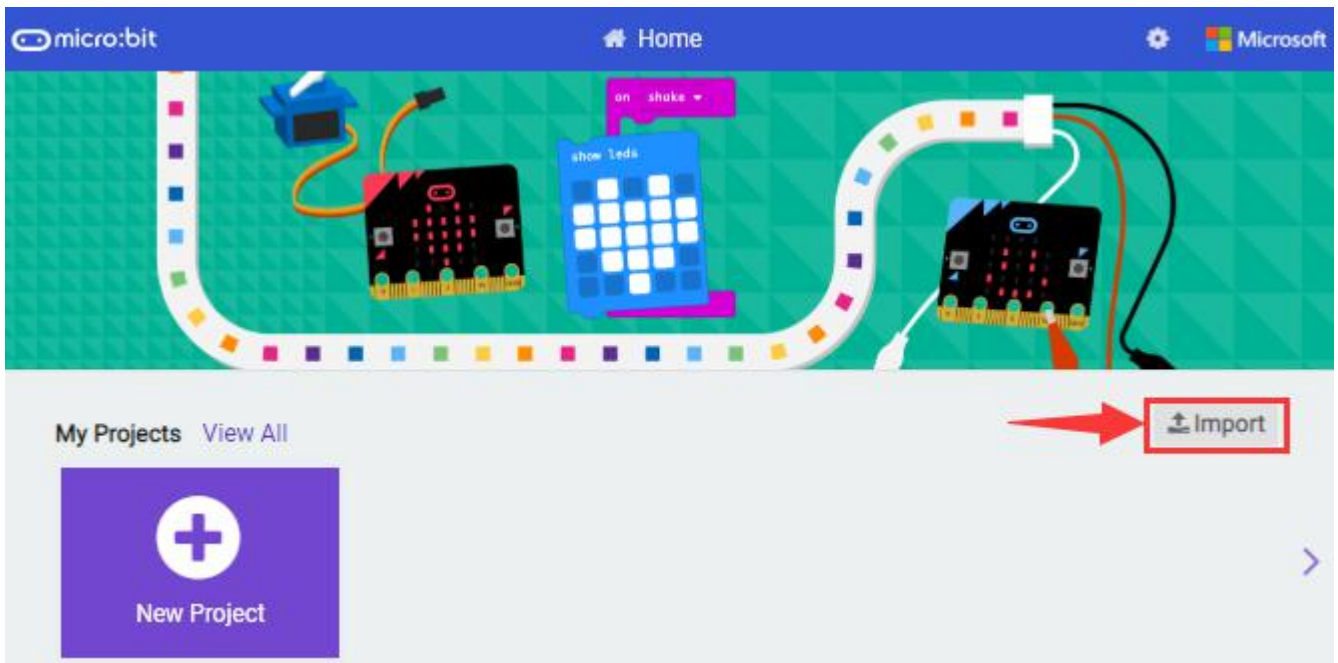 micro:bit
Home
Microsoft
on shake
show leds
My Projects View All
Import
New Project